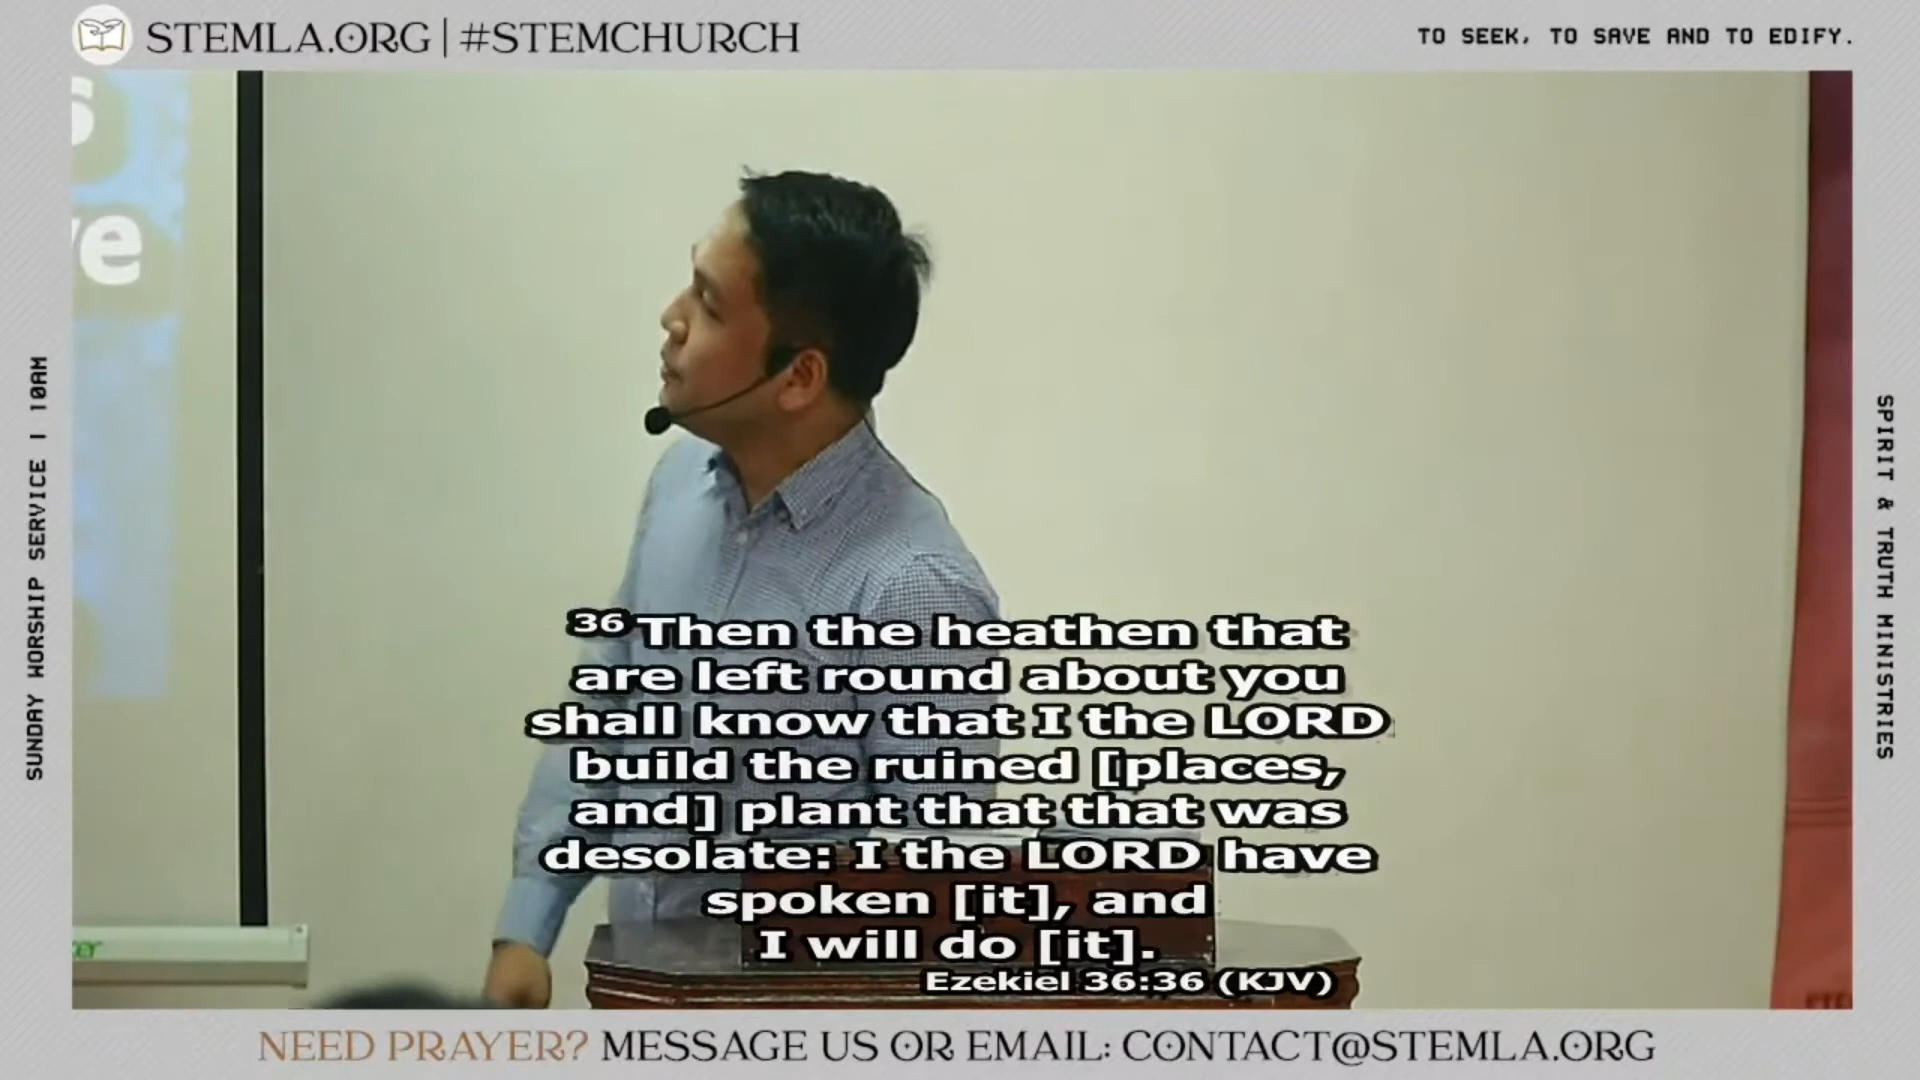 STEMLA.ORG | #STEMCHURCH
TO SEEK, TO SAVE AND TO EDIFY.
SUNDAY WORSHIP SERVICE | 10AM
SPIRIT & TRUTH MINISTRIES
36 Then the heathen that
are left round about you
shall know that I the LORD
build the ruined [places,
and] plant that that was
desolate: I the LORD have
spoken [it], and
I will do [it].
Ezekiel 36:36 (KJV)
NEED PRAYER? MESSAGE US OR EMAIL: CONTACT@STEMLA.ORG